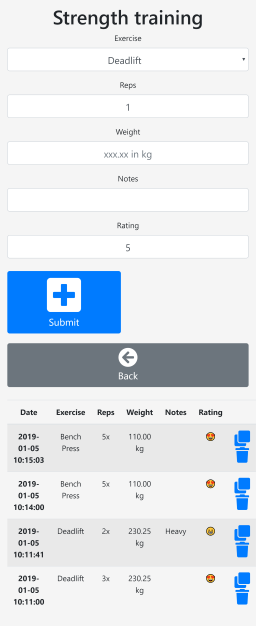 Strength training
Exercise
Deadlift
Reps
1
Weight
xxx.xx in kg
Notes
Rating
5
Submit
Back
Date Exercise Reps Weight Notes Rating
2019-
01-05
10:15:03
Bench
Press
5x
110.00
kg
2019-
01-05
10:14:00
Bench
Press
5x
110.00
kg
2019-
01-05
10:11:41
Deadlift
2x
230.25
kg
Heavy
2019-
01-05
10:11:00
Deadlift
3x
230.25
kg